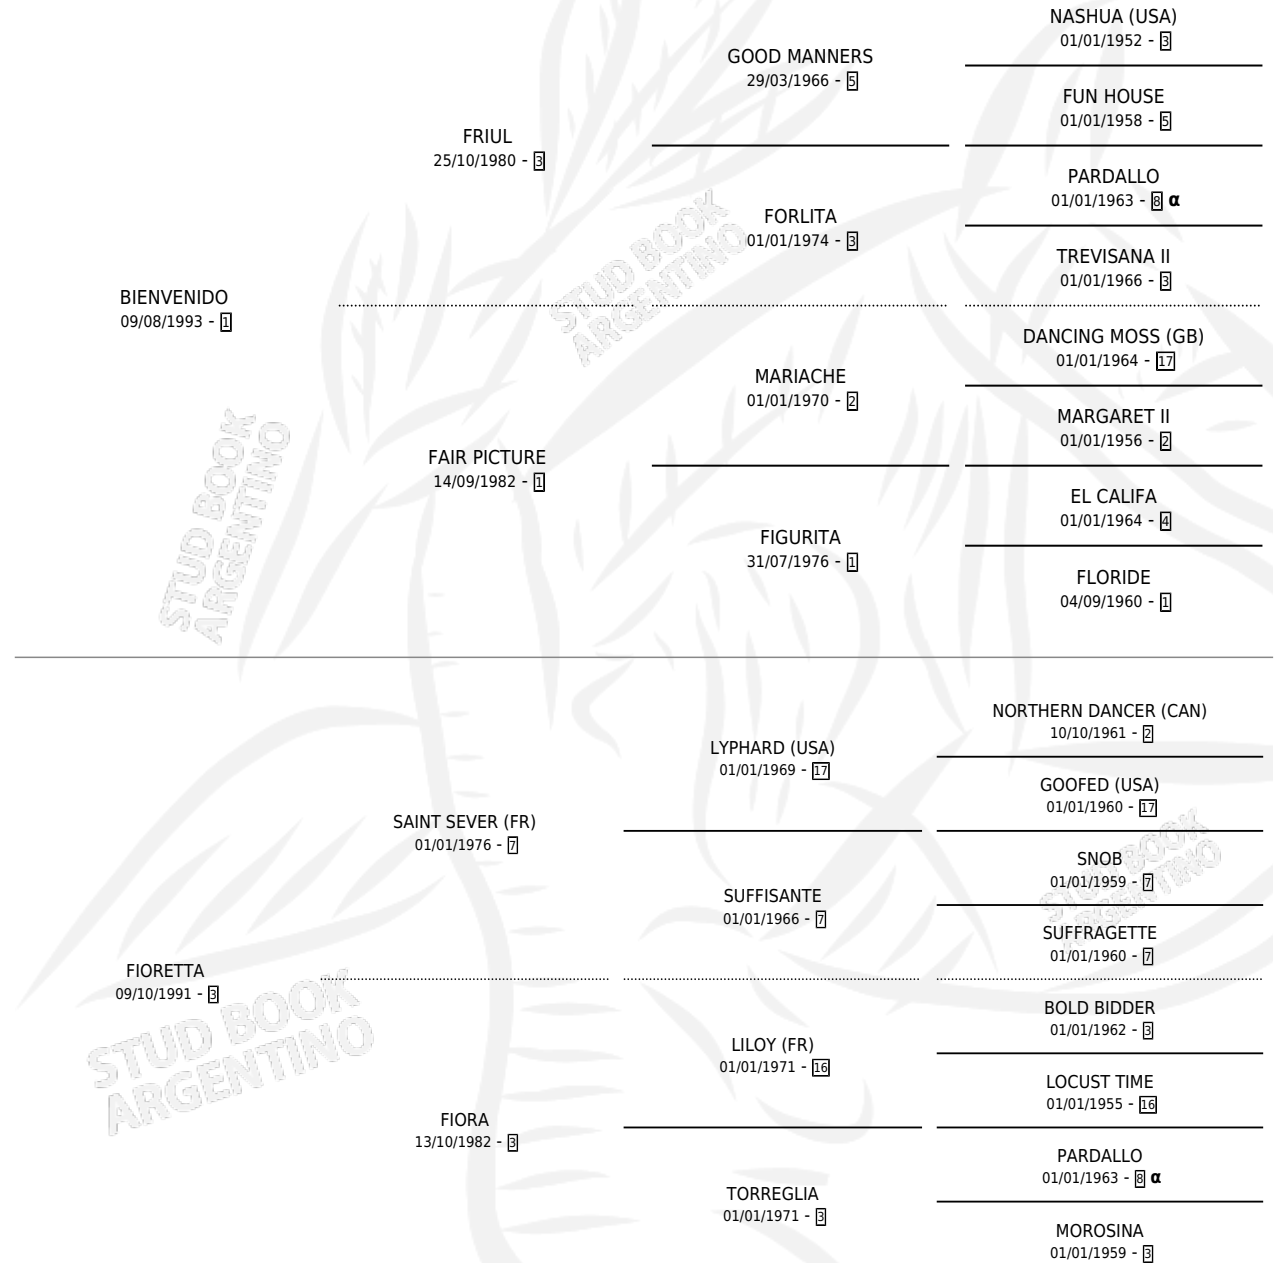 NASHUA (USA)
01/01/1952 - 3
GOOD MANNERS
29/03/1966 - 5
FUN HOUSE
01/01/1958 - 5
FRIUL
25/10/1980 - 3
PARDALLO
01/01/1963 - 8 α
FORLITA
01/01/1974 - 3
TREVISANA II
01/01/1966 - 3
BIENVENIDO
09/08/1993 - 1
DANCING MOSS (GB)
01/01/1964 - 17
MARIACHE
01/01/1970 - 2
MARGARET II
01/01/1956 - 2
FAIR PICTURE
14/09/1982 - 1
EL CALIFA
01/01/1964 - 4
FIGURITA
31/07/1976 - 1
FLORIDE
04/09/1960 - 1
STUD BOOK
ARGENTINO
STUD BOOK
ARGENTINO
NORTHERN DANCER (CAN)
10/10/1961 - 2
LYPHARD (USA)
01/01/1969 - 17
GOOFED (USA)
01/01/1960 - 17
SAINT SEVER (FR)
01/01/1976 - 7
SNOB
01/01/1959 - 7
SUFFISANTE
01/01/1966 - 7
SUFFRAGETTE
01/01/1960 - 7
FIORETTA
09/10/1991 - 3
BOLD BIDDER
01/01/1962 - 3
LILOY (FR)
01/01/1971 - 16
LOCUST TIME
01/01/1955 - 16
FIORA
13/10/1982 - 3
PARDALLO
01/01/1963 - 8 α
TORREGLIA
01/01/1971 - 3
MOROSINA
01/01/1959 - 3
STUD BOOK
ARGENTINO
STUD BOOK
ARGENTINO